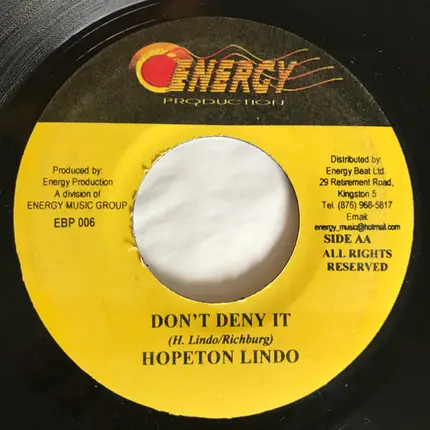 ENERGY
PRODUCTION
Produced by:
Energy Production
A division of
ENERGY MUSIC GROUP
EBP 006
Distributed by:
Energy Beat Ltd.
29 Retirement Road,
Kingston 5
Tel. (876) 968-5817
Email:
energy_music@hotmail.com
SIDE AA
ALL RIGHTS
RESERVED
DON'T DENY IT
(H. Lindo/Richburg)
HOPETON LINDO